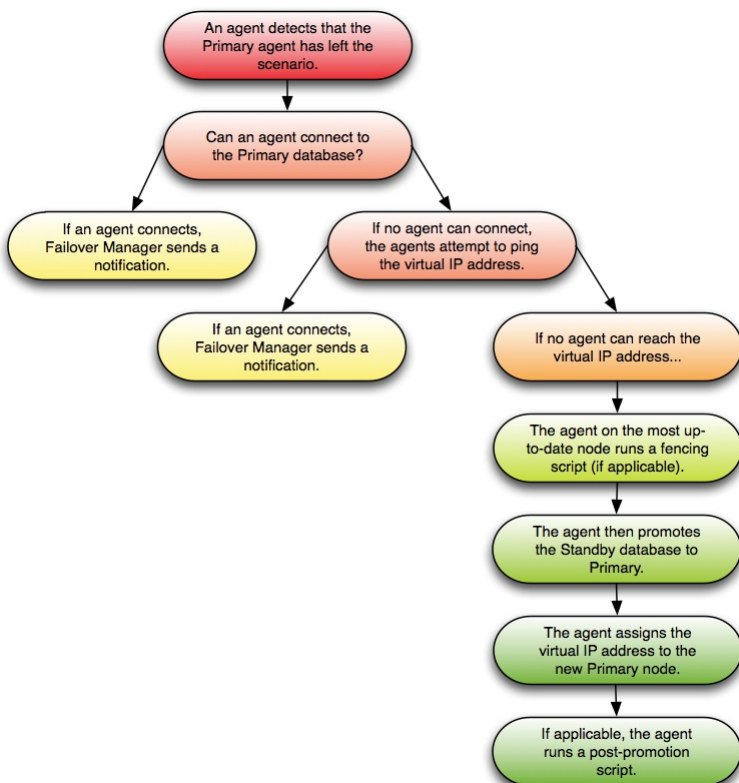 An agent detects that the
Primary agent has left the
scenario.
Can an agent connect to
the Primary database?
If an agent connects,
Failover Manager sends a
notification.
If no agent can connect,
the agents attempt to ping
the virtual IP address.
If an agent connects,
Failover Manager sends a
notification.
If no agent can reach the
virtual IP address...
The agent on the most up-
to-date node runs a fencing
script (if applicable).
The agent then promotes
the Standby database to
Primary.
The agent assigns the
virtual IP address to the
new Primary node.
If applicable, the agent
runs a post-promotion
script.